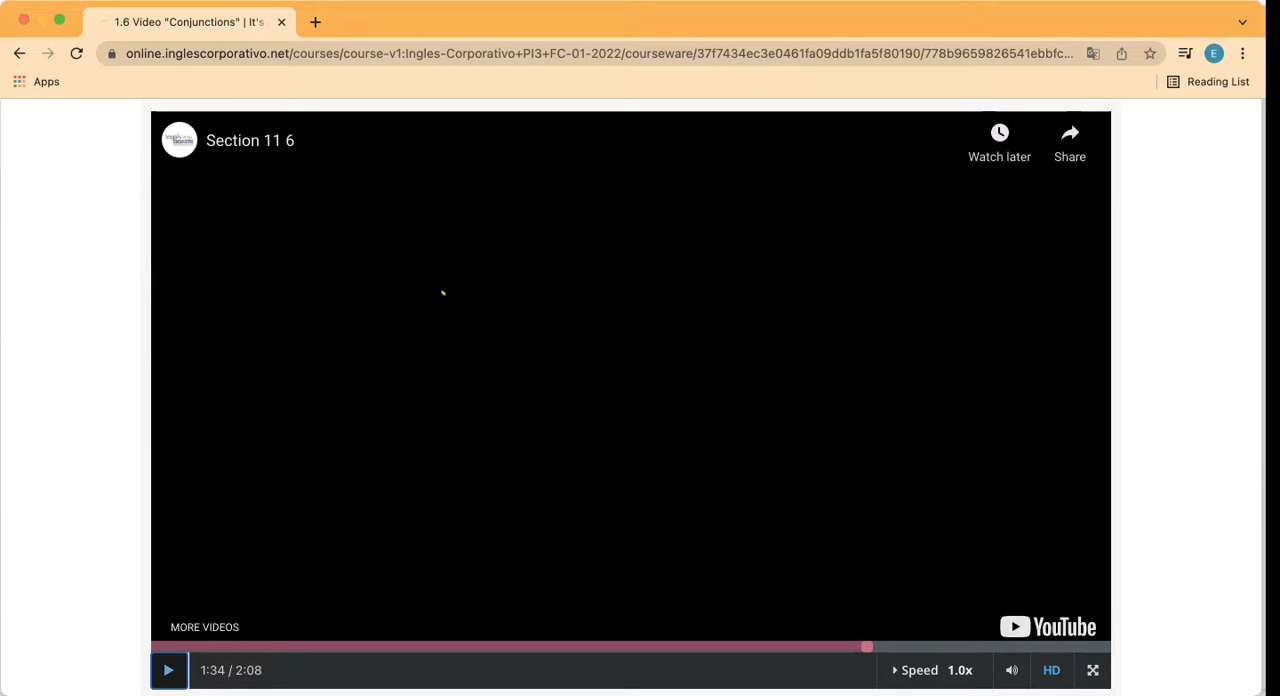 1.6 Video "Conjunctions" | It's
online.inglescorporativo.net/courses/course-v1:Ingles-Corporativo+PI3+FC-01-2022/courseware/37f7434ec3e0461fa09ddb1fa5f80190/778b9659826541ebbfc...
E
Apps
Reading List
Section 11 6
Watch later
Share
MORE VIDEOS
YouTube
1:34 / 2:08
Speed 1.0x
HD